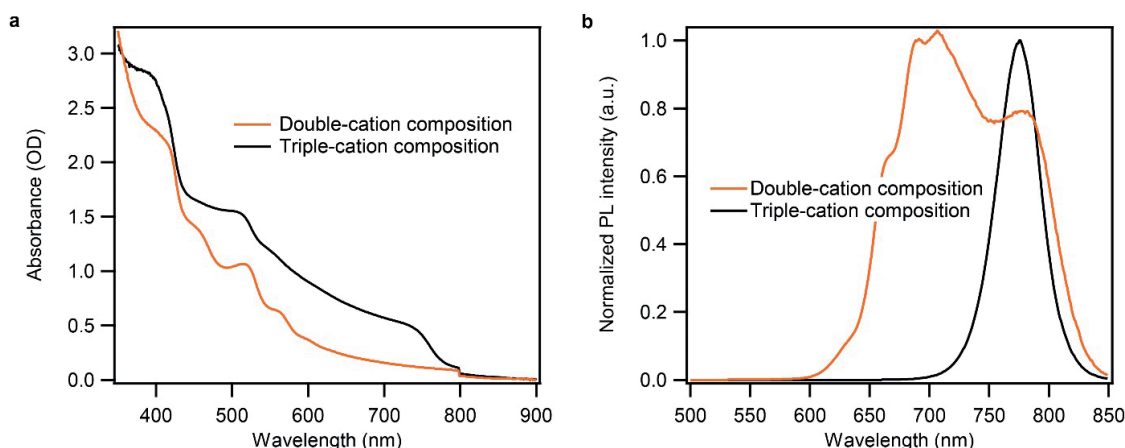 a
3.0
2.5
2.0
1.5
1.0
0.5
0.0
Absorbance (OD)
Double-cation composition
Triple-cation composition
400 500 600 700 800 900
Wavelength (nm)
b
1.0
0.8
0.6
0.4
0.2
0.0
Normalized PL intensity (a.u.)
Double-cation composition
Triple-cation composition
500 550 600 650 700 750 800 850
Wavelength (nm)